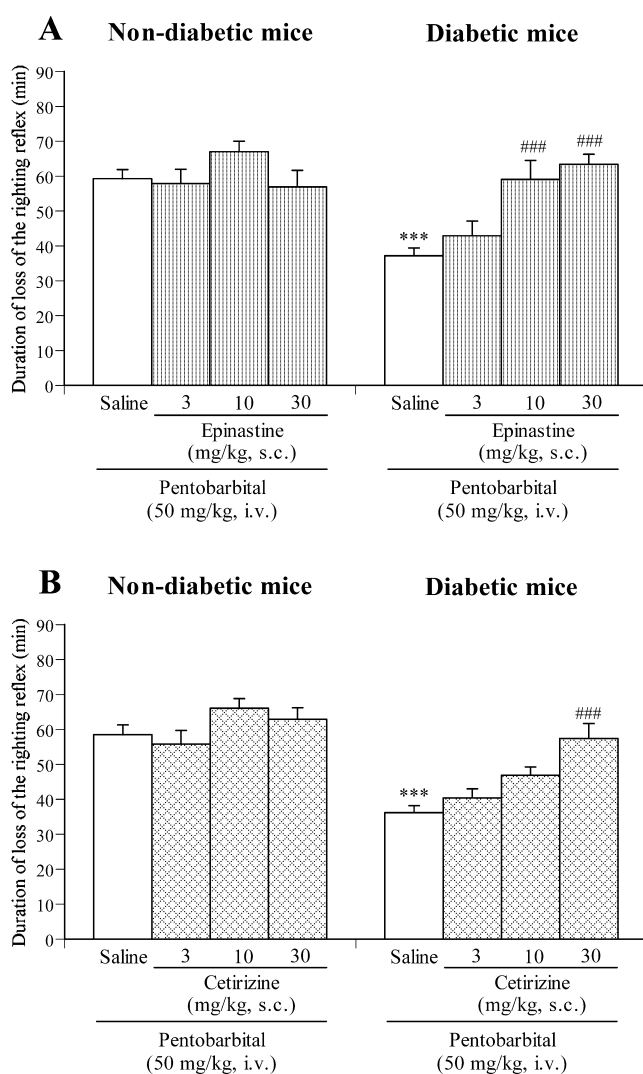 A
Non-diabetic mice
Diabetic mice
Duration of loss of the righting reflex (min)
90
80
70
60
50
40
30
20
10
0
###
###
***
Saline 3 10 30
Saline 3 10 30
Epinastine
(mg/kg, s.c.)
Epinastine
(mg/kg, s.c.)
Pentobarbital
(50 mg/kg, i.v.)
Pentobarbital
(50 mg/kg, i.v.)
B
Non-diabetic mice
Diabetic mice
Duration of loss of the righting reflex (min)
90
80
70
60
50
40
30
20
10
0
###
***
Saline 3 10 30
Saline 3 10 30
Cetirizine
(mg/kg, s.c.)
Cetirizine
(mg/kg, s.c.)
Pentobarbital
(50 mg/kg, i.v.)
Pentobarbital
(50 mg/kg, i.v.)